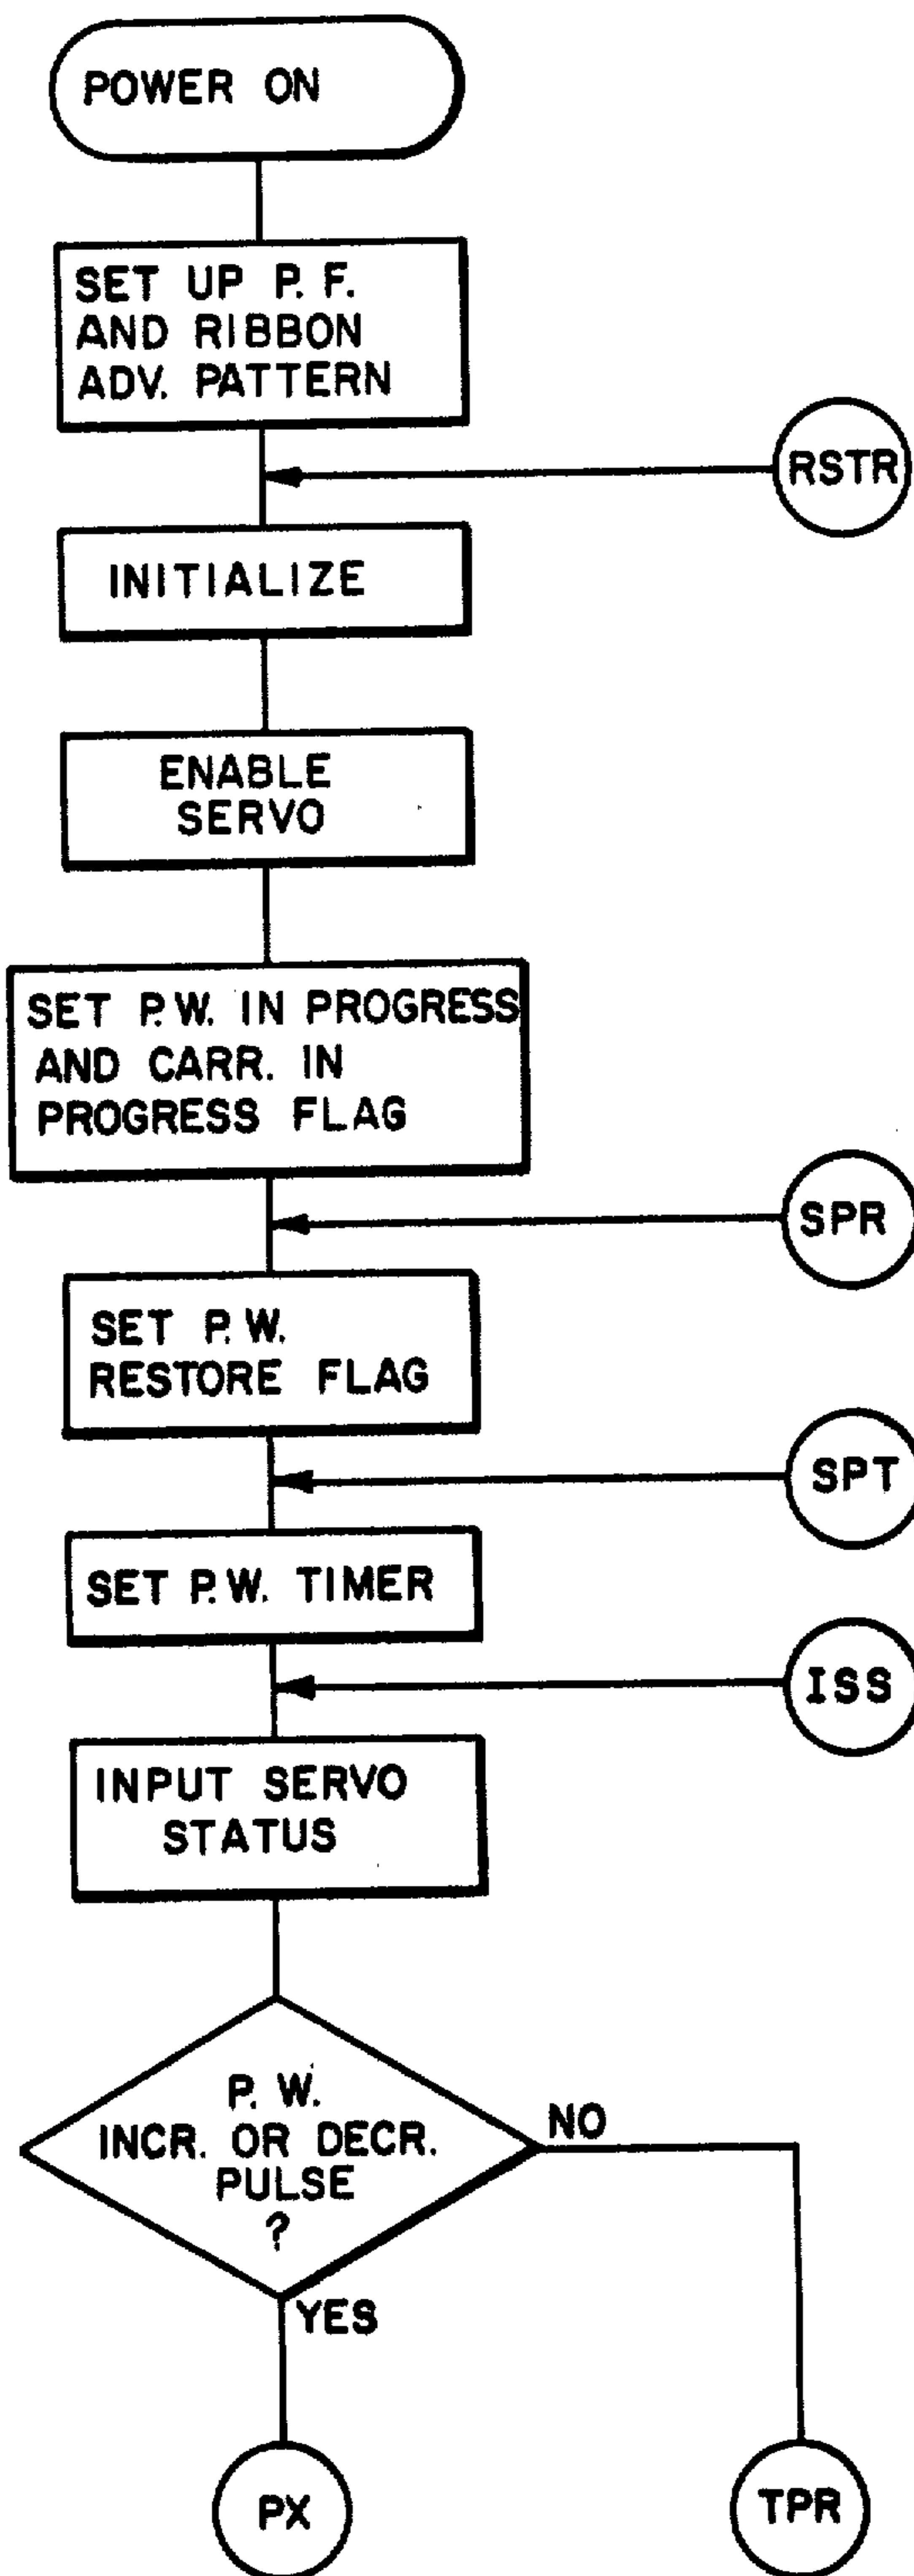 POWER ON
SET UP P. F.
AND RIBBON
ADV. PATTERN
RSTR
INITIALIZE
ENABLE
SERVO
SET P.W. IN PROGRESS
AND CARR. IN
PROGRESS FLAG
SPR
SET P.W.
RESTORE FLAG
SPT
SET P.W. TIMER
ISS
INPUT SERVO
STATUS
P. W.
INCR. OR DECR.
PULSE
?
NO
YES
PX
TPR